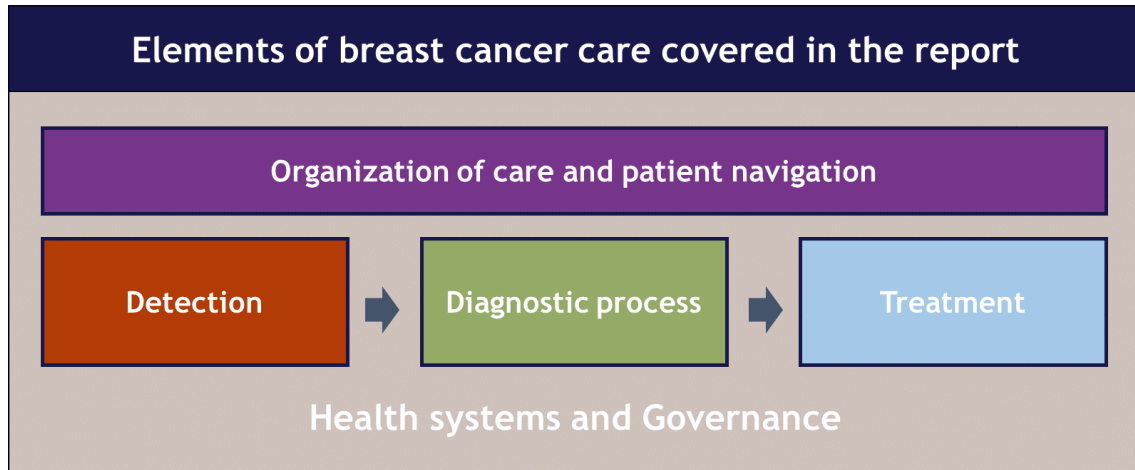 Elements of breast cancer care covered in the report
Organization of care and patient navigation
Detection
Diagnostic process
Treatment
Health systems and Governance